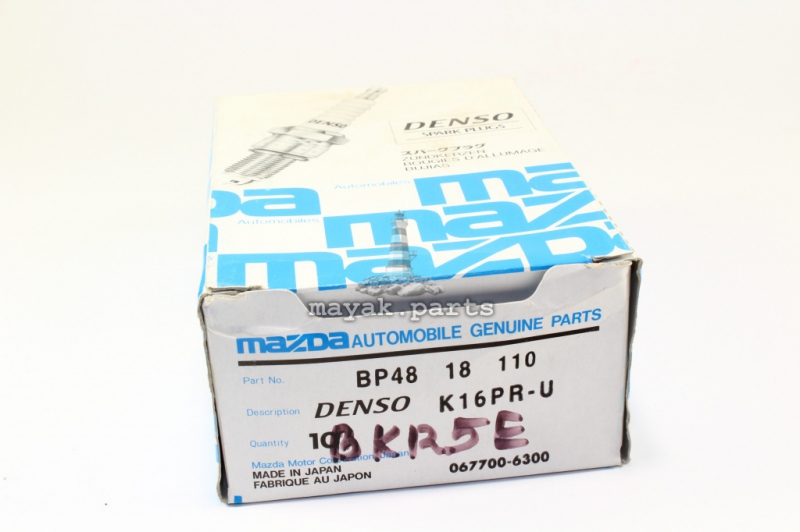 DENSO
DENSO
SPARK PLUGS
スパークプラグ
ZÜNDKERZEN
BOUGIES D'ALLUMAGE
BUJIAS
Automobiles
mazda
Automobiles
mazda
mazda
mayak.parts
mazda AUTOMOBILE GENUINE PARTS
Part No. BP48 18 110
Description DENSO K16PR-U
Quantity 10
BKR5E
Mazda Motor Corporation, Japan
MADE IN JAPAN
FABRIQUE AU JAPON
067700-6300